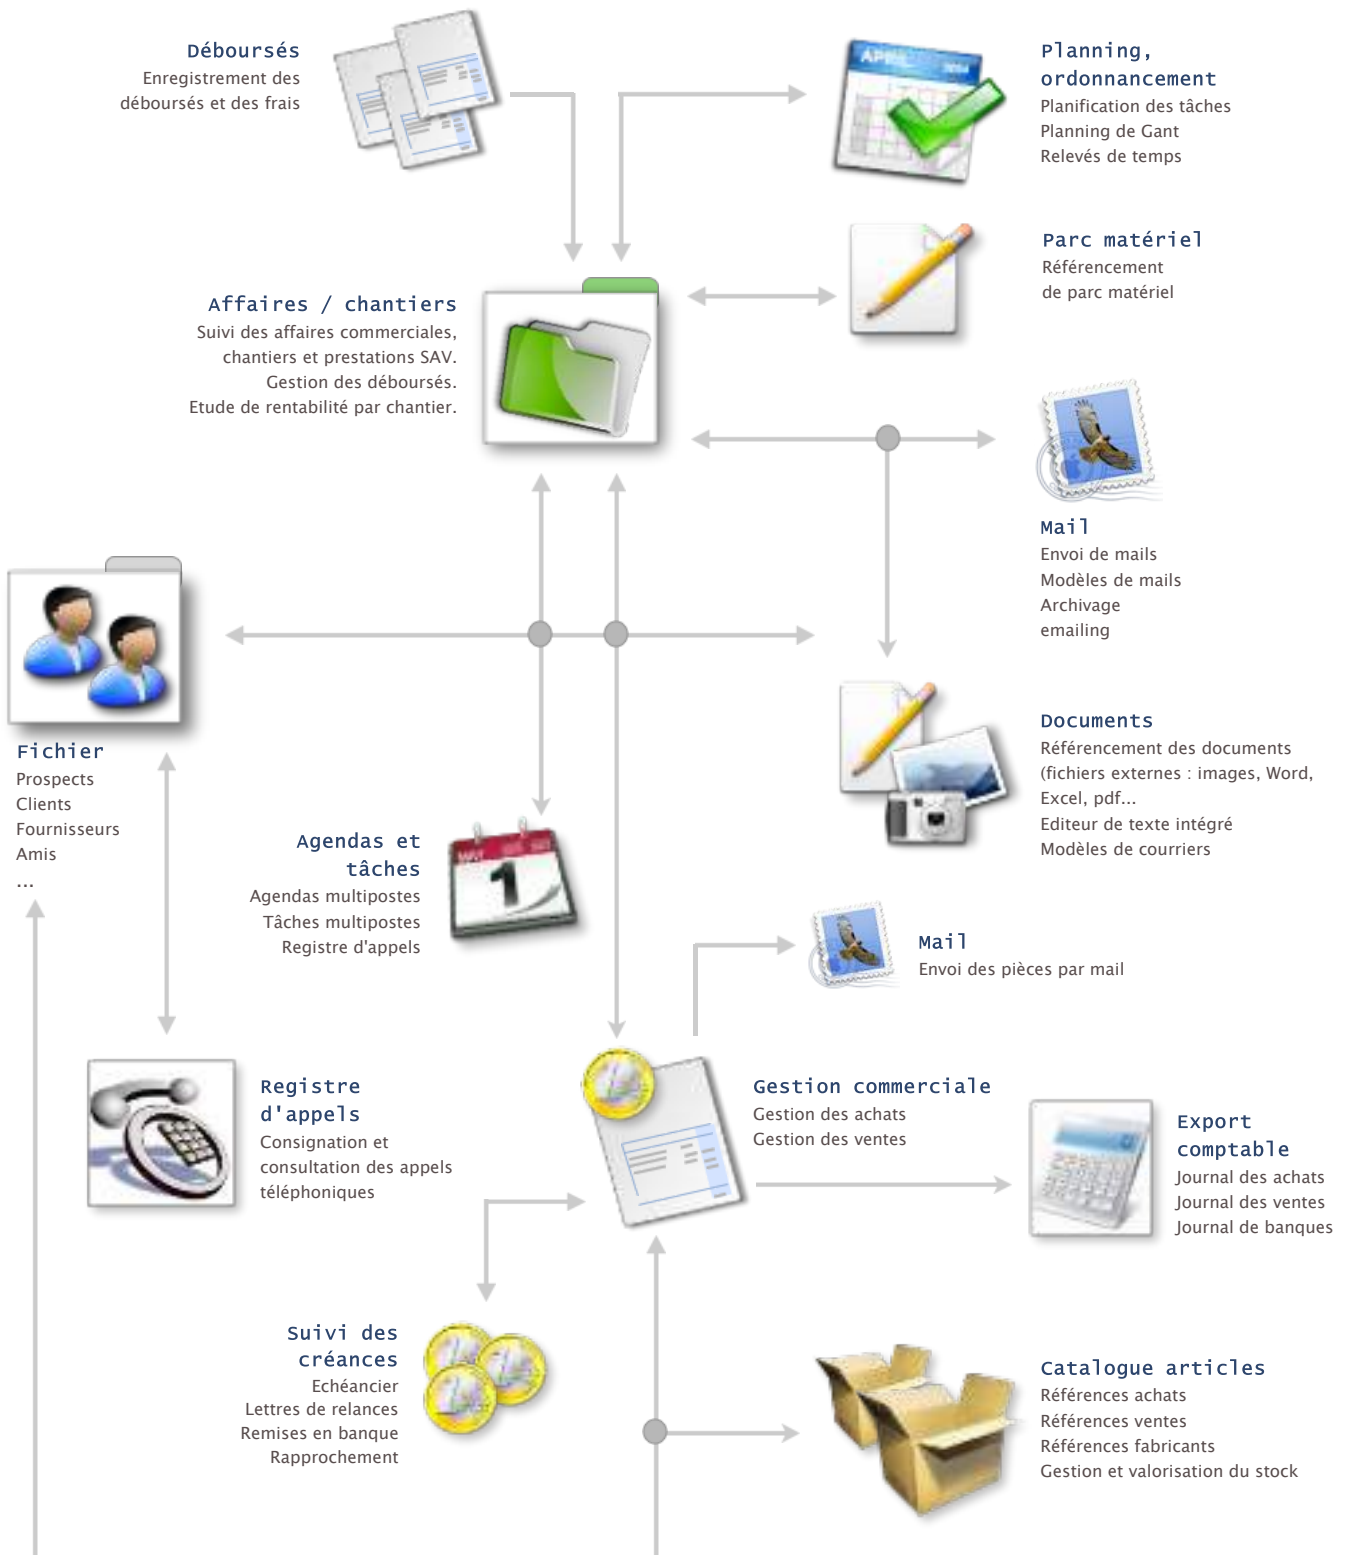 Déboursés
Enregistrement des
déboursés et des frais
APRIL
Planning,
ordonnancement
Planification des tâches
Planning de Gant
Relevés de temps
Parc matériel
Référencement
de parc matériel
Affaires / chantiers
Suivi des affaires commerciales,
chantiers et prestations SAV.
Gestion des déboursés.
Etude de rentabilité par chantier.
Mail
Envoi de mails
Modèles de mails
Archivage
emailing
Fichier
Prospects
Clients
Fournisseurs
Amis
...
Documents
Référencement des documents
(fichiers externes : images, Word,
Excel, pdf...
Editeur de texte intégré
Modèles de courriers
Agendas et
tâches
Agendas multipostes
Tâches multipostes
Registre d'appels
MAY
1
Mail
Envoi des pièces par mail
Registre
d'appels
Consignation et
consultation des appels
téléphoniques
Gestion commerciale
Gestion des achats
Gestion des ventes
Export
comptable
Journal des achats
Journal des ventes
Journal de banques
Suivi des
créances
Echéancier
Lettres de relances
Remises en banque
Rapprochement
Catalogue articles
Références achats
Références ventes
Références fabricants
Gestion et valorisation du stock